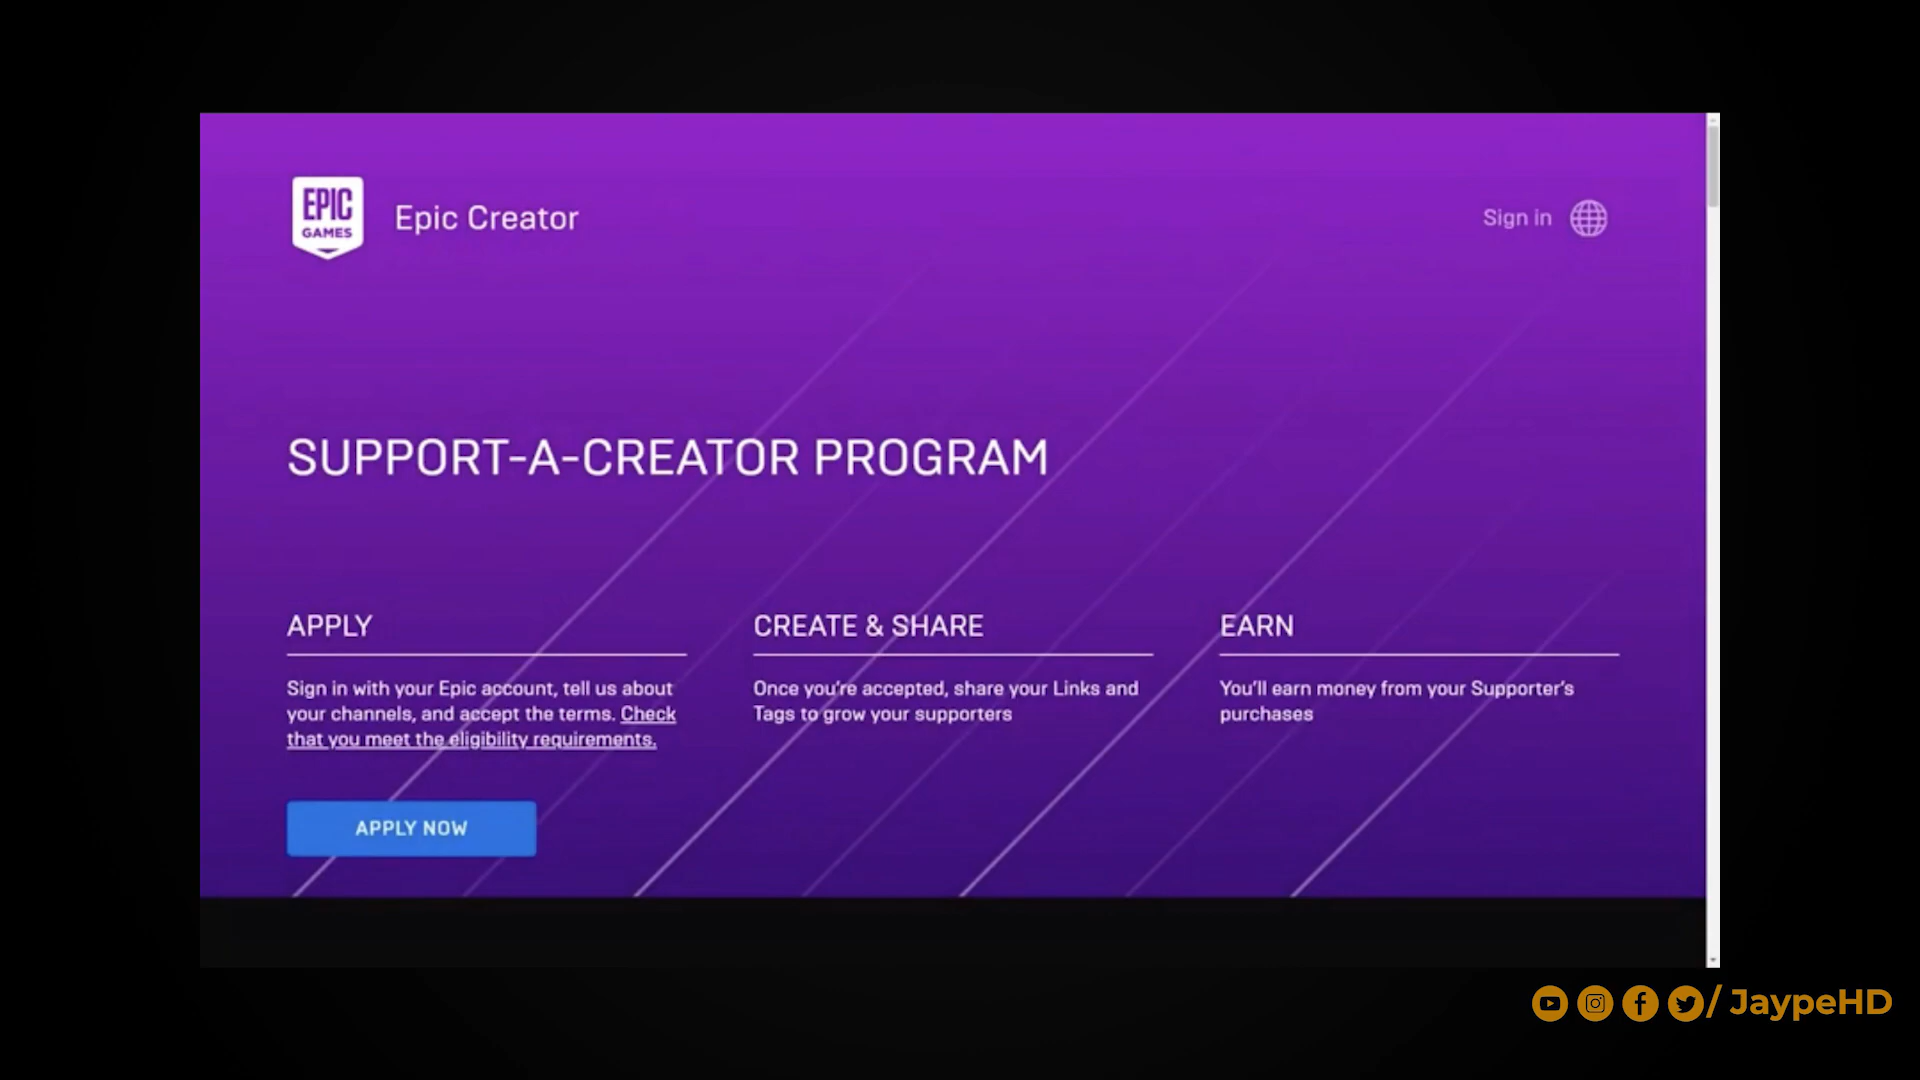 EPIC
GAMES
Epic Creator
Sign in
SUPPORT-A-CREATOR PROGRAM
APPLY
Sign in with your Epic account, tell us about
your channels, and accept the terms. Check
that you meet the eligibility requirements.
APPLY NOW
CREATE & SHARE
Once you're accepted, share your Links and
Tags to grow your supporters
EARN
You'll earn money from your Supporter's
purchases
/ JaypeHD